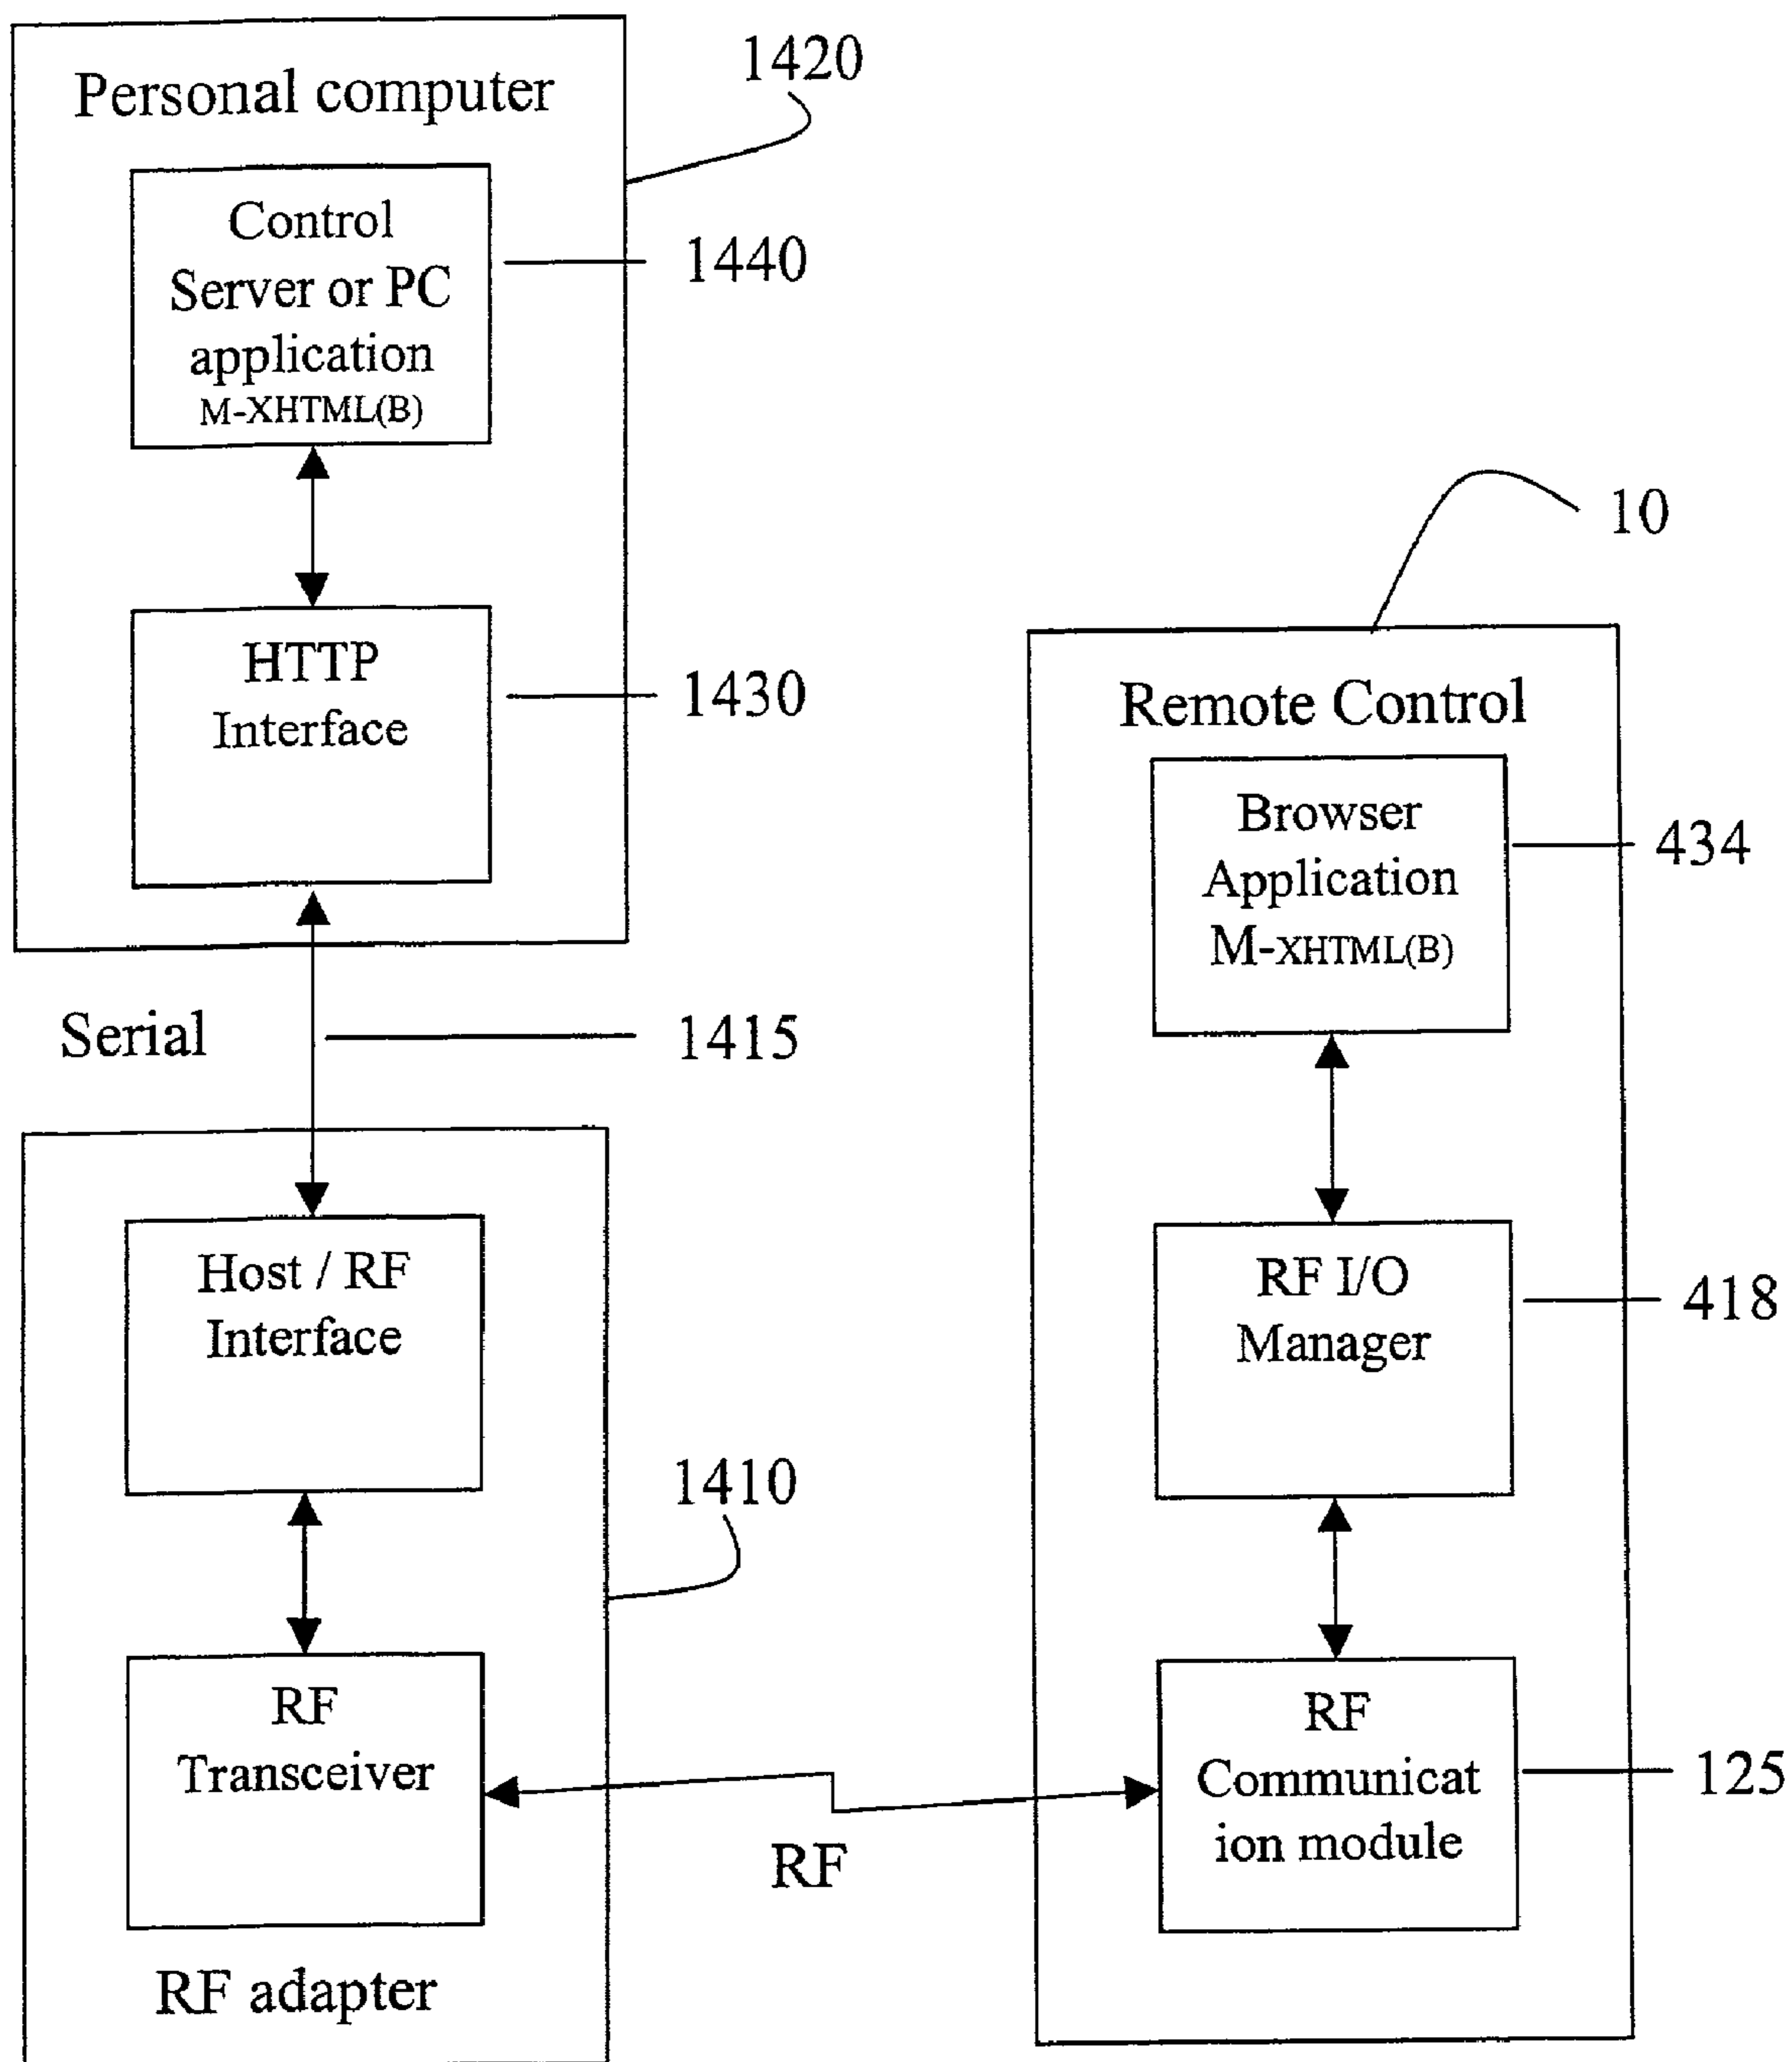 Personal computer
1420
Control
Server or PC
application
M-XHTML(B)
1440
HTTP
Interface
1430
Serial
1415
Host / RF
Interface
1410
RF
Transceiver
RF adapter
RF
10
Remote Control
Browser
Application
M-XHTML(B)
434
RF I/O
Manager
418
RF
Communicat
ion module
125